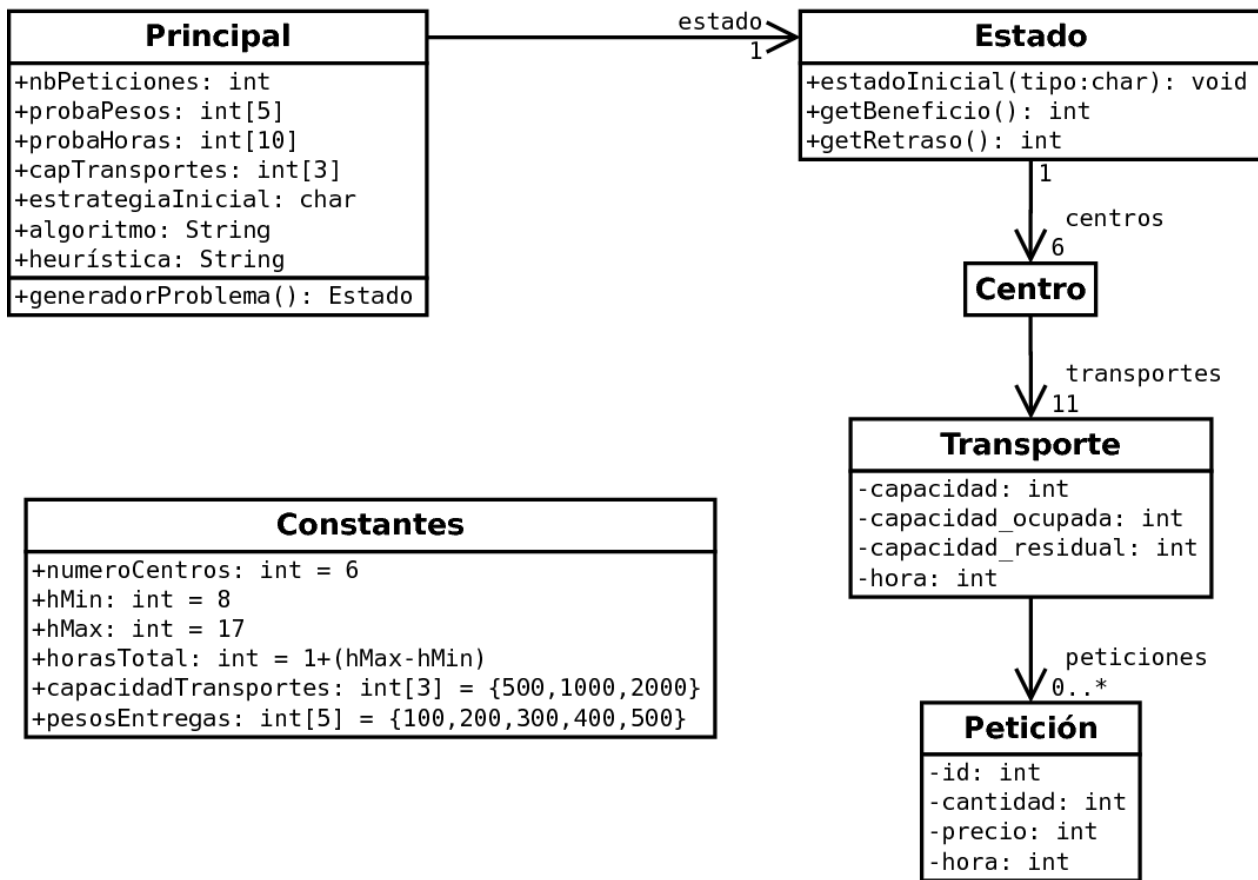 Principal
+nbPeticiones: int
+probaPesos: int[5]
+probaHoras: int[10]
+capTransportes: int[3]
+estrategiaInicial: char
+algoritmo: String
+heurística: String
+generadorProblema(): Estado
estado
1
Estado
+estadoInicial(tipo:char): void
+getBeneficio(): int
+getRetraso(): int
1
centros
6
Centro
transportes
11
Transporte
-capacidad: int
-capacidad_ocupada: int
-capacidad_residual: int
-hora: int
peticiones
0..*
Petición
-id: int
-cantidad: int
-precio: int
-hora: int
Constantes
+numeroCentros: int = 6
+hMin: int = 8
+hMax: int = 17
+horasTotal: int = 1+(hMax-hMin)
+capacidadTransportes: int[3] = {500,1000,2000}
+pesosEntregas: int[5] = {100,200,300,400,500}